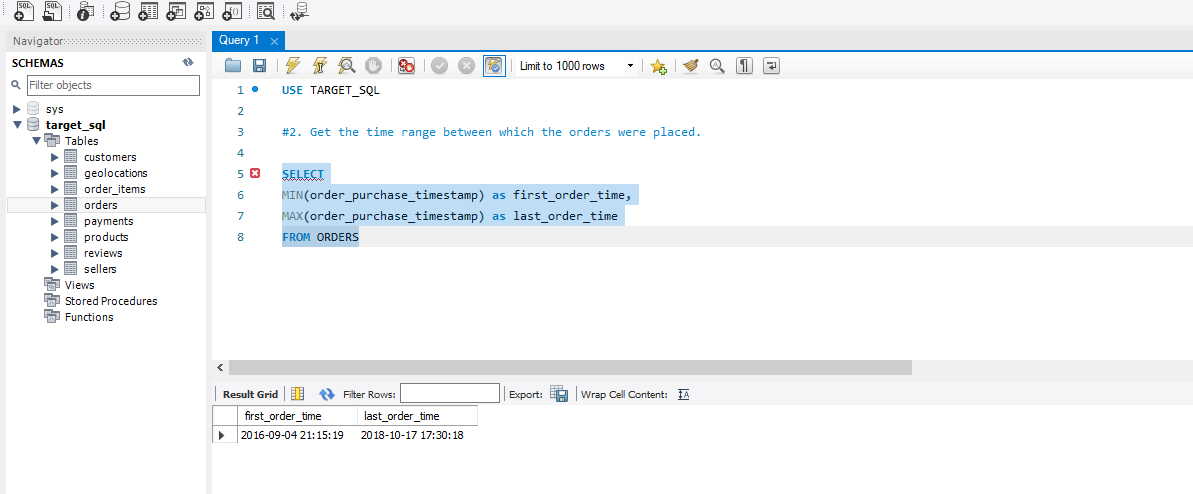 Navigator
SCHEMAS
Filter objects
sys
target_sql
Tables
customers
geolocations
order_items
orders
payments
products
reviews
sellers
Views
Stored Procedures
Functions
Query 1
Limit to 1000 rows
1 USE TARGET_SQL
2
3 #2. Get the time range between which the orders were placed.
4
5 SELECT
6 MIN(order_purchase_timestamp) as first_order_time,
7 MAX(order_purchase_timestamp) as last_order_time
8 FROM ORDERS
Result Grid Filter Rows: Export: Wrap Cell Content:
first_order_time last_order_time
2016-09-04 21:15:19 2018-10-17 17:30:18